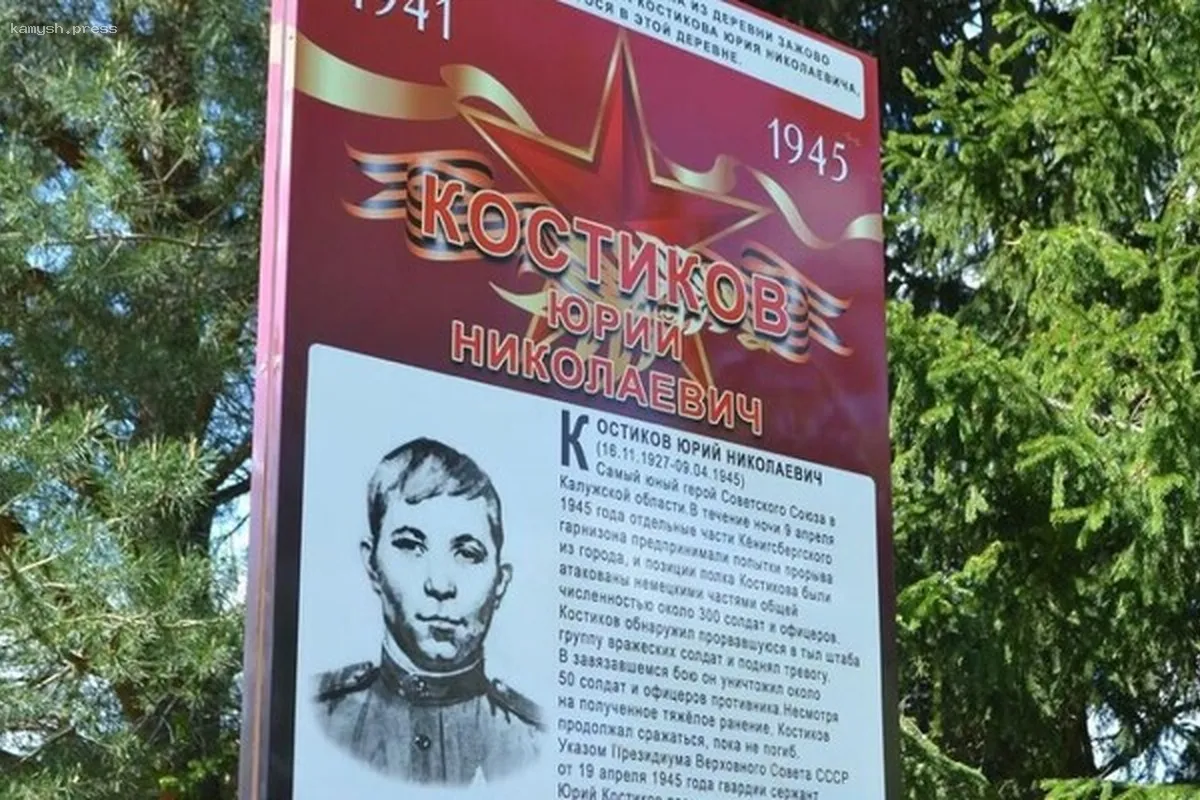 kamysh.press
1941
ИЗ ДЕРЕВНИ ЗАЖОВО
КОСТИКОВА ЮРИЯ НИКОЛАЕВИЧА,
В ЭТОЙ ДЕРЕВНЕ.
1945
КОСТИКОВ
ЮРИЙ
НИКОЛАЕВИЧ
КОСТИКОВ ЮРИЙ НИКОЛАЕВИЧ
(16.11.1927-09.04.1945)
Самый юный герой Советского Союза в
Калужской области.В течение ночи 9 апреля
1945 года отдельные части Кёнигсбергского
гарнизона предпринимали попытки прорыва
из города, и позиции полка Костикова были
атакованы немецкими частями общей
численностью около 300 солдат и офицеров.
Костиков обнаружил прорвавшуюся в тыл штаба
группу вражеских солдат и поднял тревогу.
В завязавшемся бою он уничтожил около
50 солдат и офицеров противника.Несмотря
на полученное тяжёлое ранение, Костиков
продолжал сражаться, пока не погиб.
Указом Президиума Верховного Совета СССР
от 19 апреля 1945 года гвардии сержант
Юрий Костиков